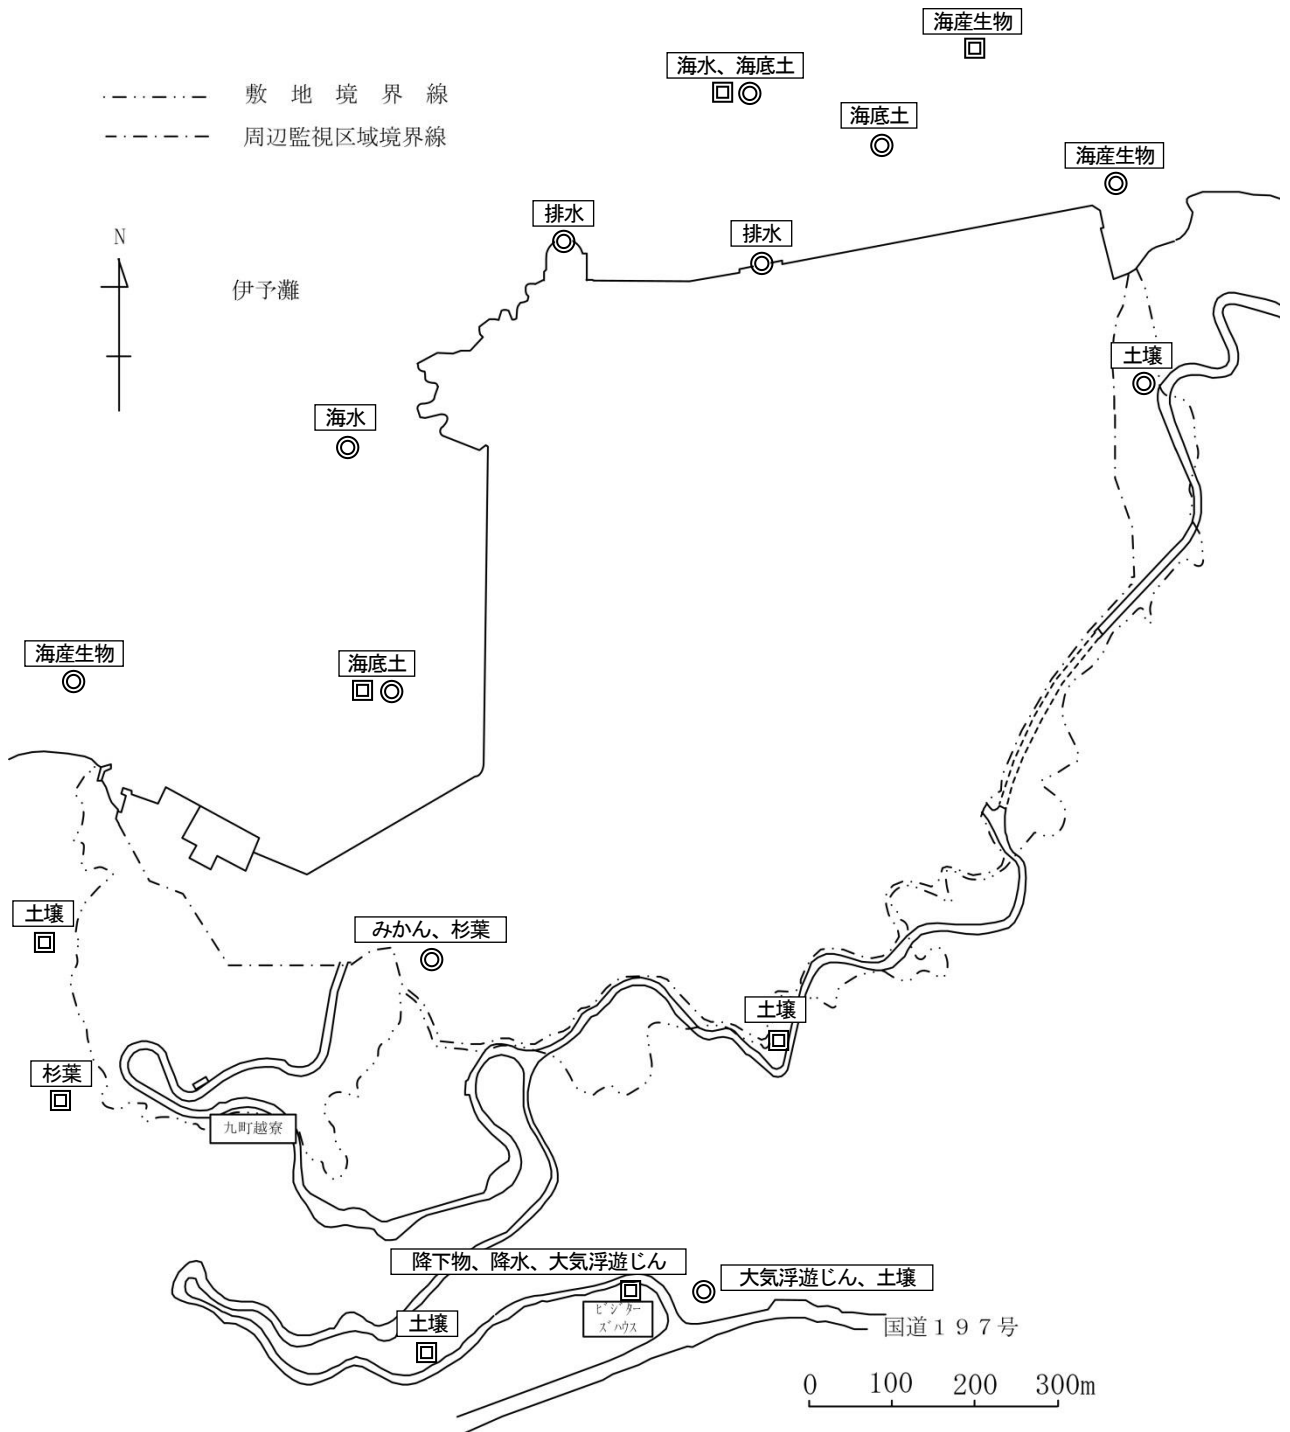 海産生物
海水、海底土
敷地境界線
海底土
周辺監視区域境界線
海産生物
排水
排水
N
伊予灘
土壌
海水
海産生物
海底土
土壌
みかん、杉葉
土壌
杉葉
九町越寮
降下物、降水、大気浮遊じん
大気浮遊じん、土壌
ビジター
ズハウス
土壌
国道１９７号
0 100 200 300m